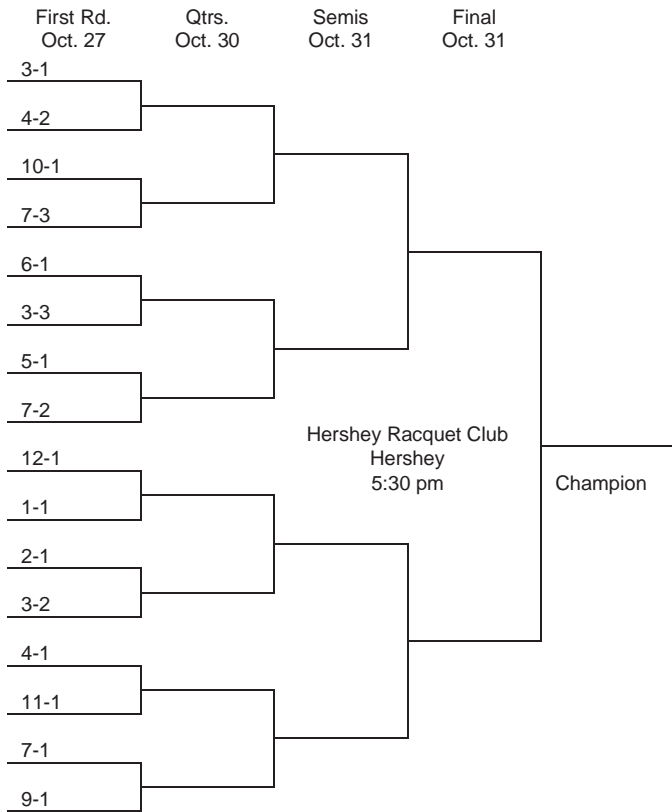 First Rd. Qtrs. Semis Final
Oct. 27 Oct. 30 Oct. 31 Oct. 31
3-1
4-2
10-1
7-3
6-1
3-3
5-1
7-2
Hershey Racquet Club
Hershey
5:30 pm
12-1
1-1
Champion
2-1
3-2
4-1
11-1
7-1
9-1